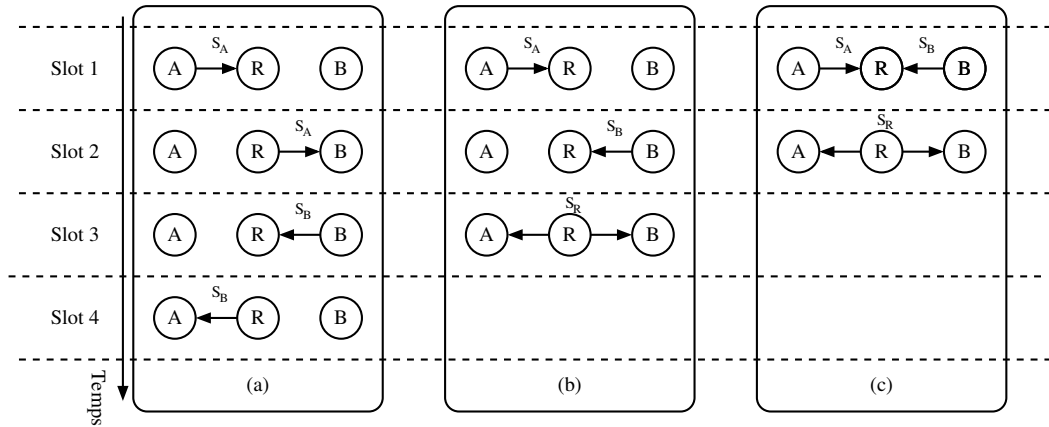 S_A S_A S_A S_B
Slot 1 A R B A R B A R B
S_A S_B S_R
Slot 2 A R B A R B A R B
S_B S_R
Slot 3 A R B A R B
S_B
Slot 4 A R B
Temps (a) (b) (c)